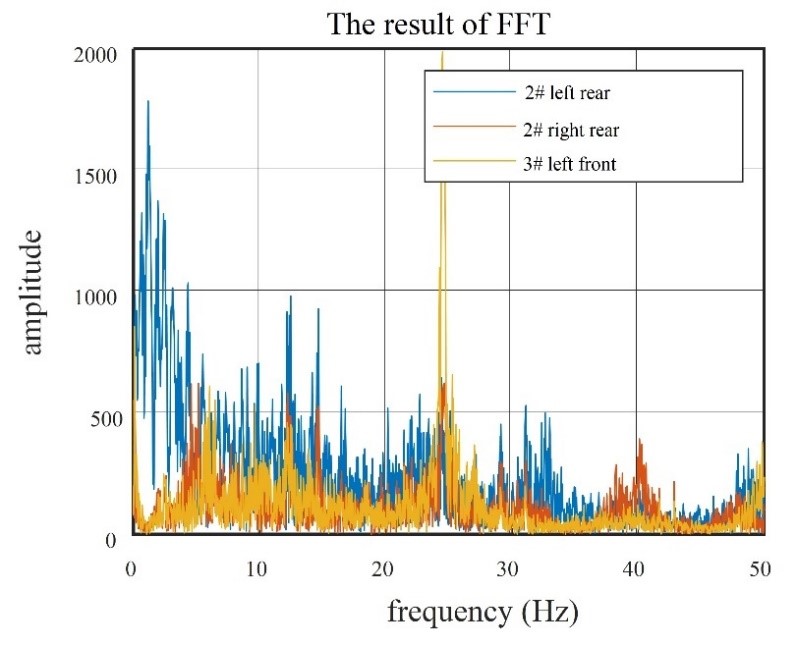 The result of FFT
2000
1500
1000
500
0
amplitude
2# left rear
2# right rear
3# left front
0 10 20 30 40 50
frequency (Hz)